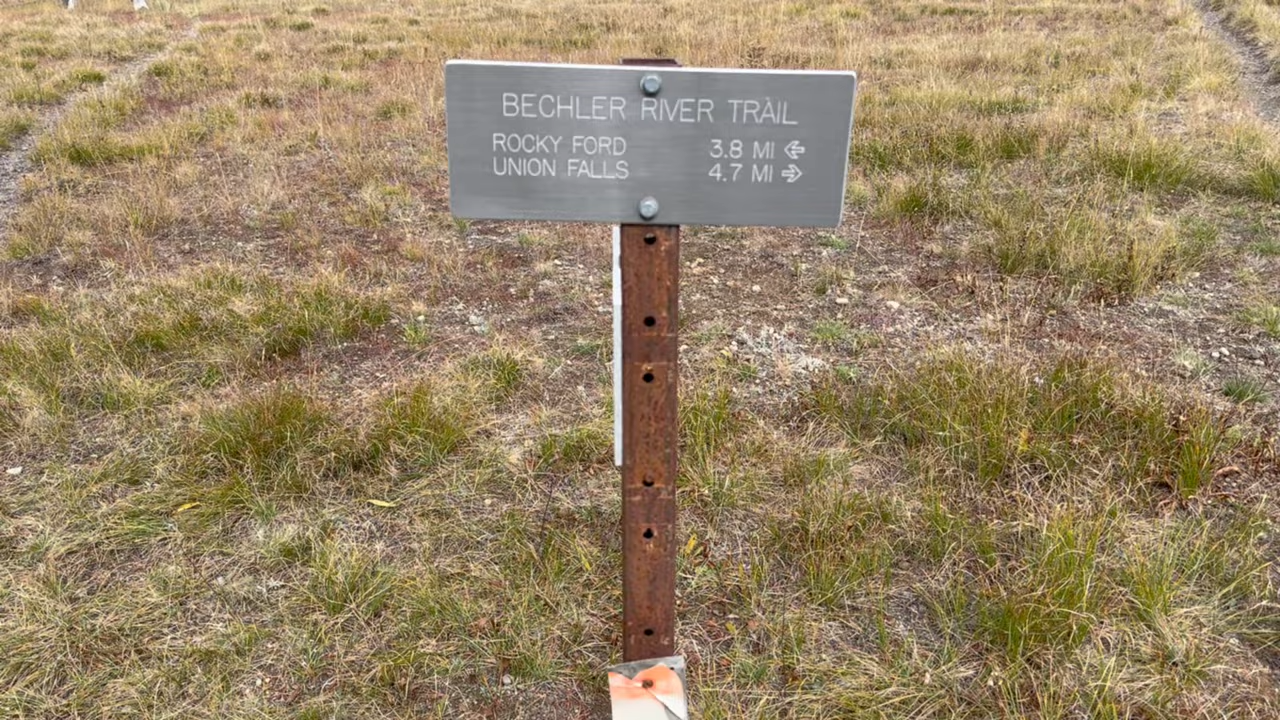 BECHLER RIVER TRAIL
ROCKY FORD 3.8 MI ←
UNION FALLS 4.7 MI →